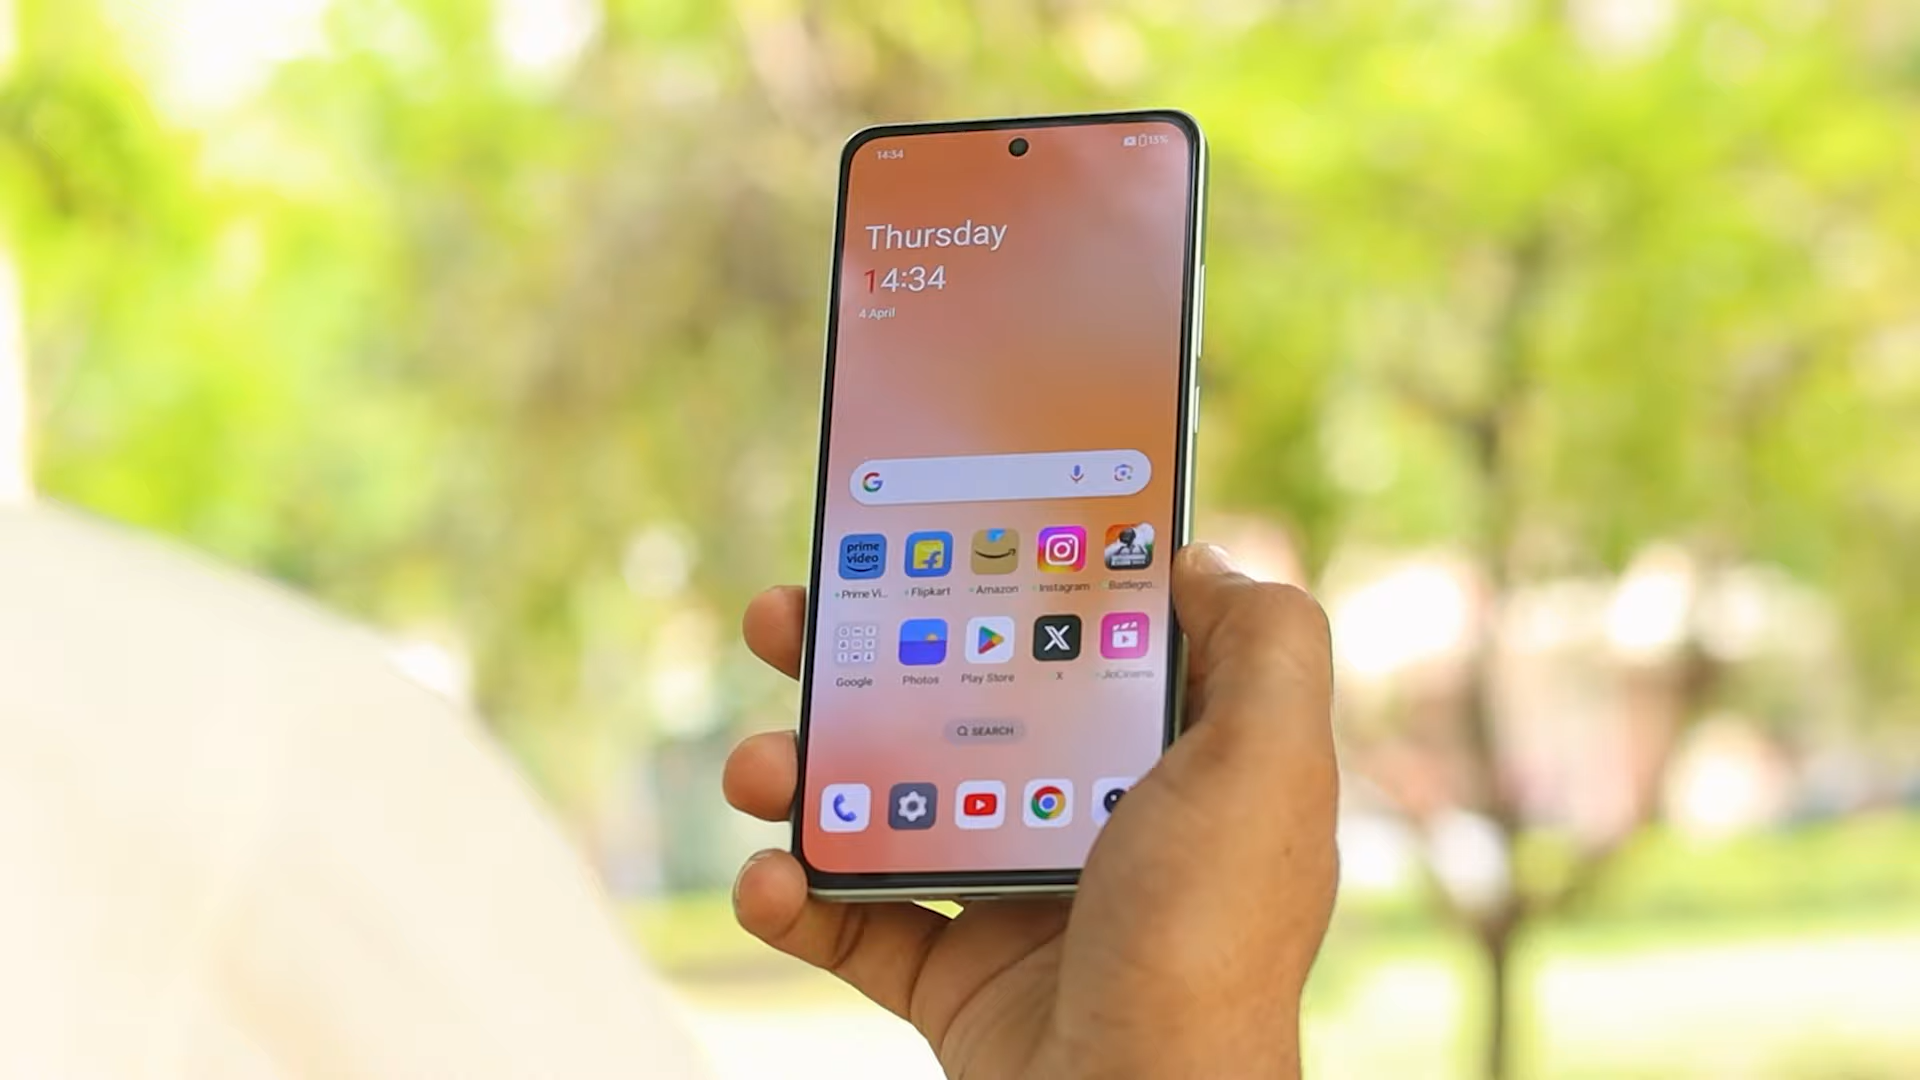 14:34 13%
Thursday
14:34
4 April
G
prime video
Prime Vi... Flipkart Amazon Instagram Battlegro...
Google Photos Play Store X JioCinema
SEARCH